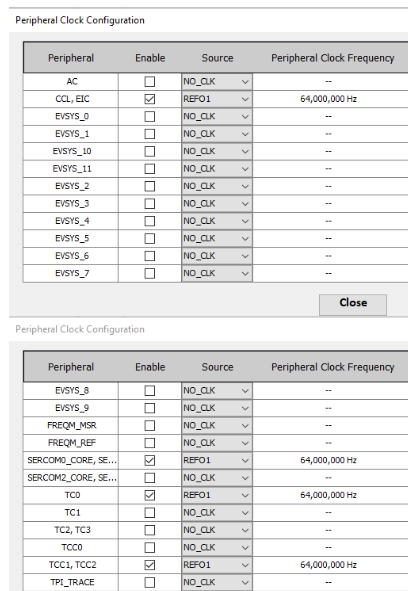 Peripheral Clock Configuration
Peripheral Enable Source Peripheral Clock Frequency
AC NO_CLK --
CCL, EIC REFO1 64,000,000 Hz
EVSYS_0 NO_CLK --
EVSYS_1 NO_CLK --
EVSYS_10 NO_CLK --
EVSYS_11 NO_CLK --
EVSYS_2 NO_CLK --
EVSYS_3 NO_CLK --
EVSYS_4 NO_CLK --
EVSYS_5 NO_CLK --
EVSYS_6 NO_CLK --
EVSYS_7 NO_CLK --
Close
Peripheral Clock Configuration
Peripheral Enable Source Peripheral Clock Frequency
EVSYS_8 NO_CLK --
EVSYS_9 NO_CLK --
FREQM_MSR NO_CLK --
FREQM_REF NO_CLK --
SERCOM0_CORE, SE... REFO1 64,000,000 Hz
SERCOM2_CORE, SE... NO_CLK --
TC0 REFO1 64,000,000 Hz
TC1 NO_CLK --
TC2, TC3 NO_CLK --
TCC0 NO_CLK --
TCC1, TCC2 REFO1 64,000,000 Hz
TPI_TRACE NO_CLK --